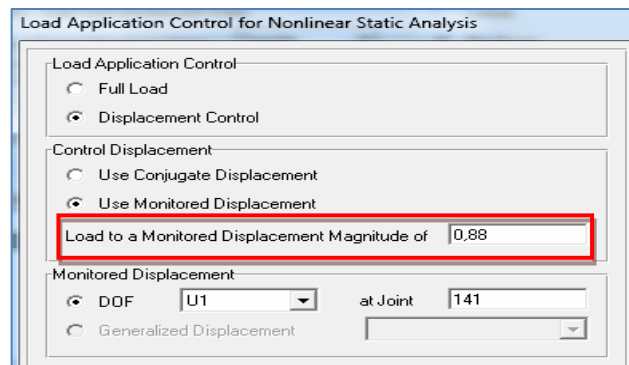 Load Application Control for Nonlinear Static Analysis
Load Application Control
Full Load
Displacement Control
Control Displacement
Use Conjugate Displacement
Use Monitored Displacement
Load to a Monitored Displacement Magnitude of 0,88
Monitored Displacement
DOF U1 at Joint 141
Generalized Displacement